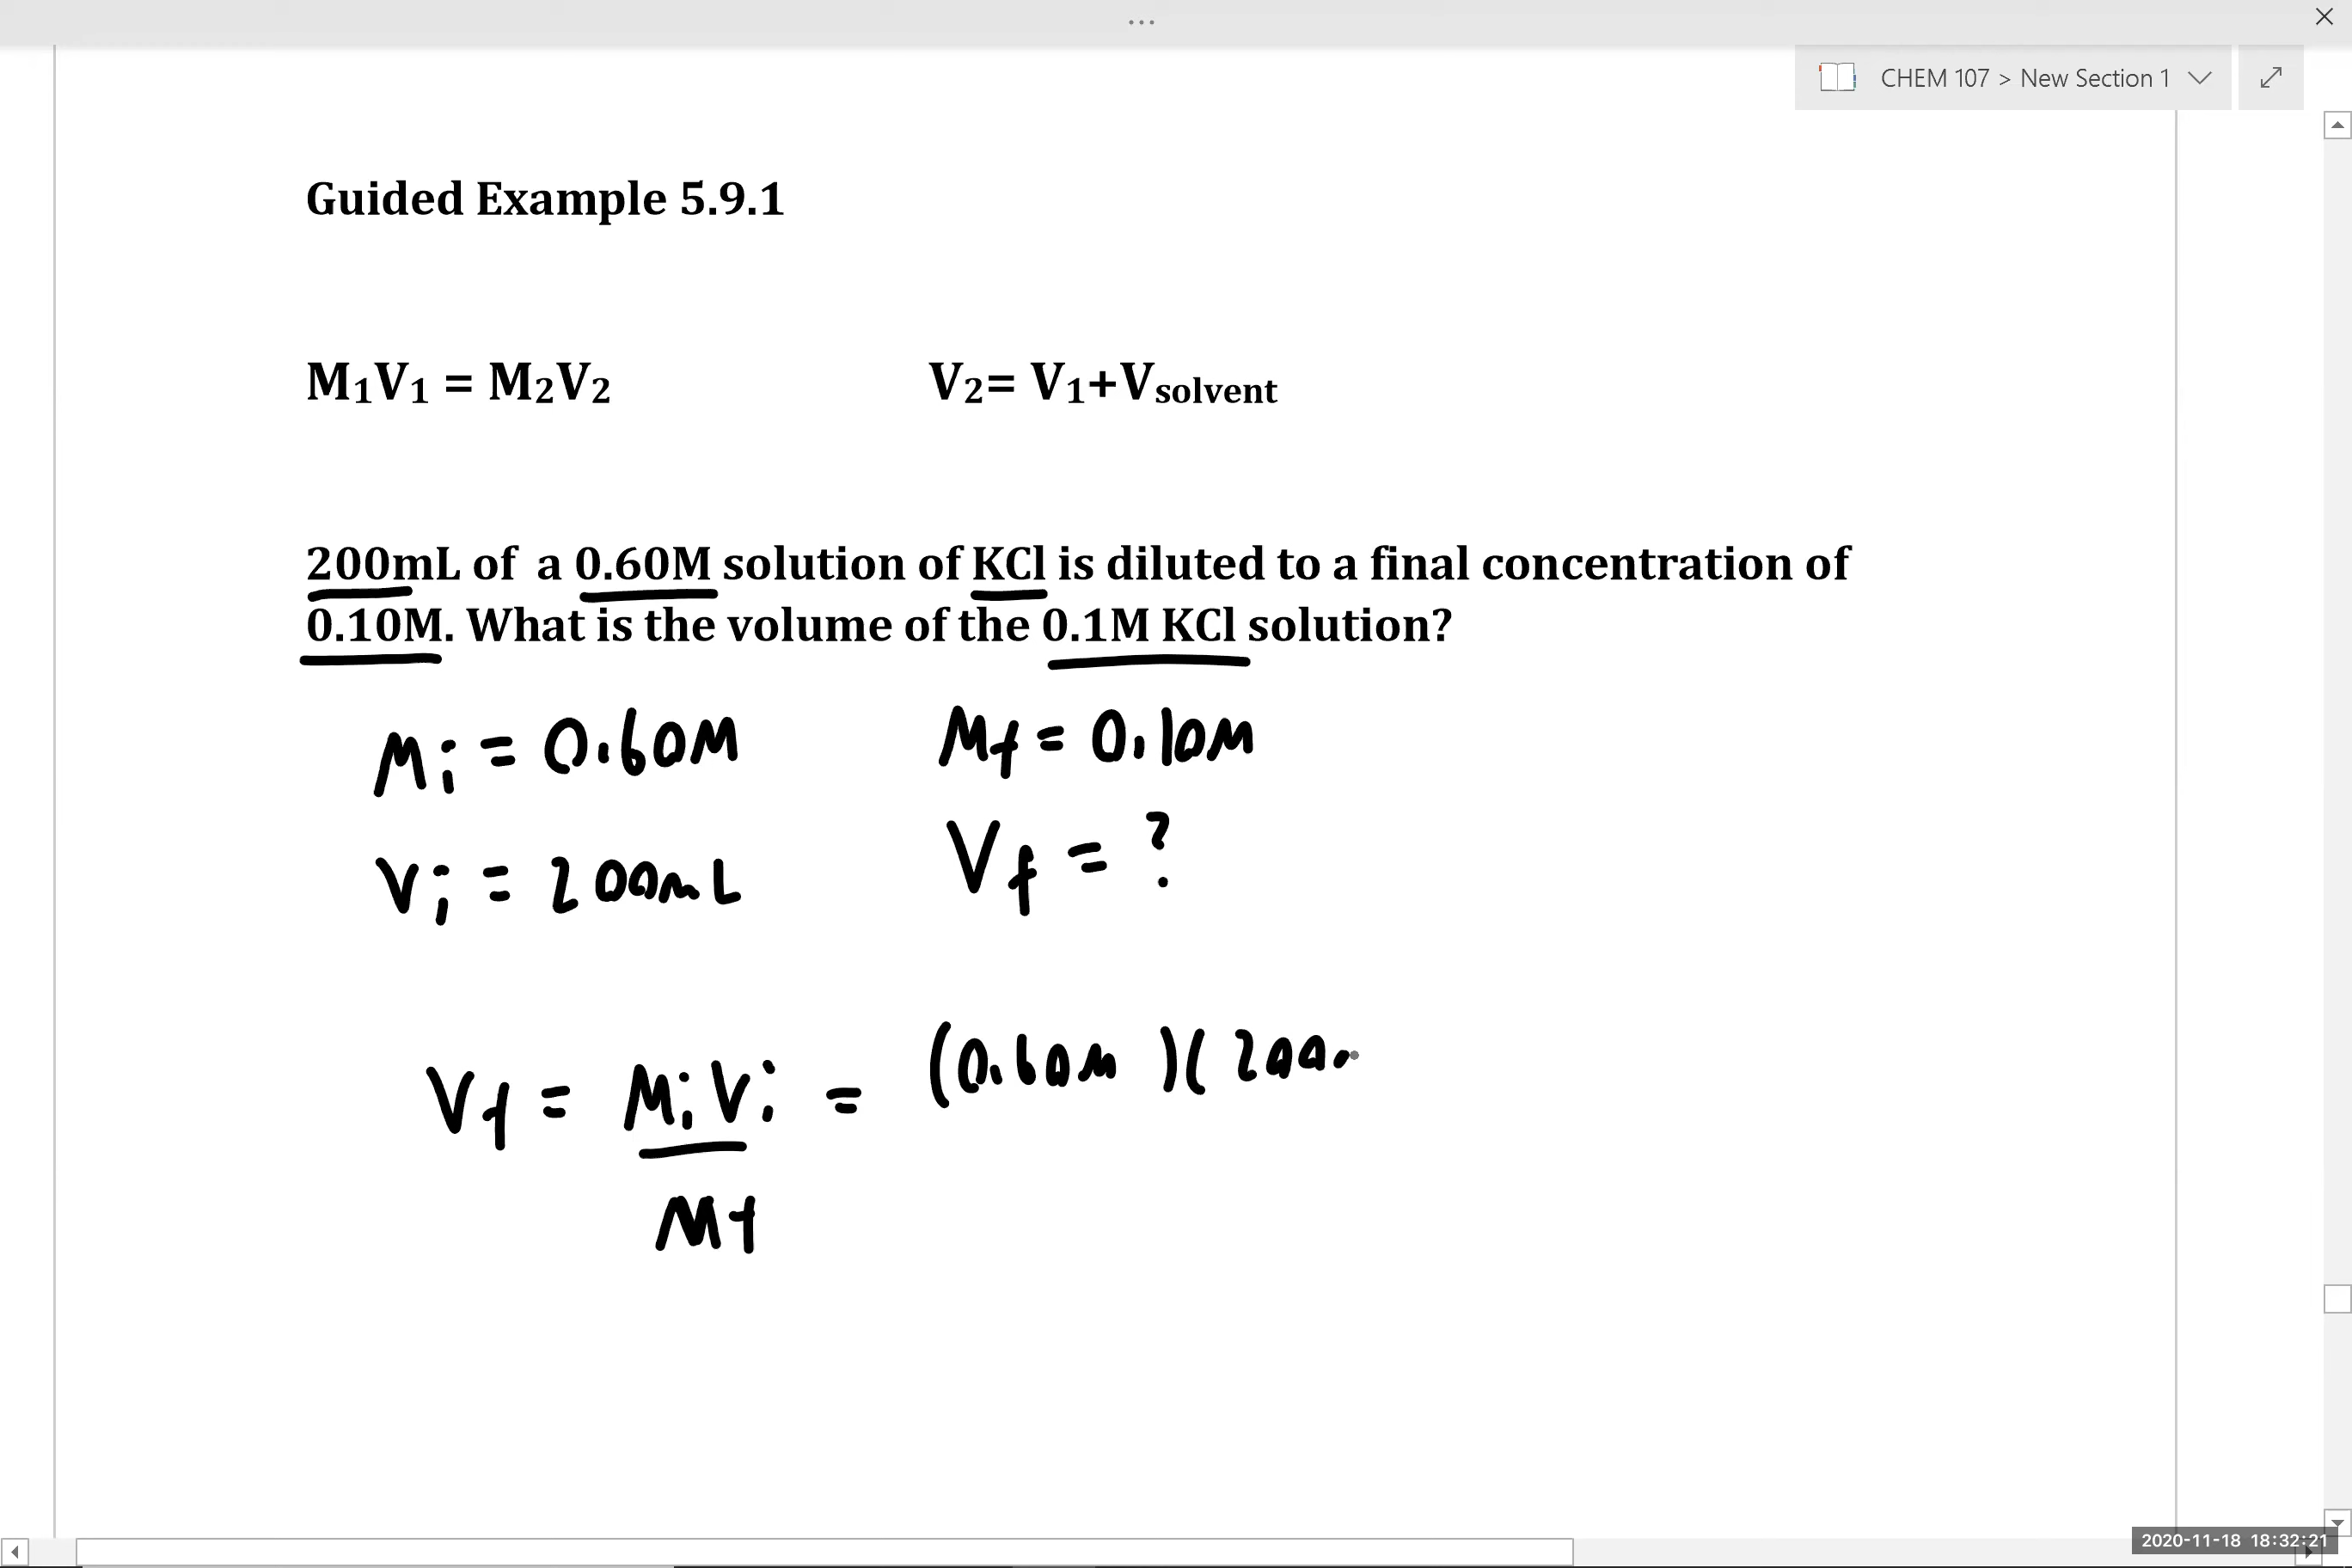 ...
CHEM 107 > New Section 1
Guided Example 5.9.1
M₁V₁ = M₂V₂ V₂= V₁+Vsolvent
200mL of a 0.60M solution of KCl is diluted to a final concentration of
0.10M. What is the volume of the 0.1M KCl solution?
Mi = 0.60M Mf = 0.10M
Vi = 200mL Vf = ?
Vf = MiVi = (0.60M )( 200
Mf
2020-11-18 18:32:21